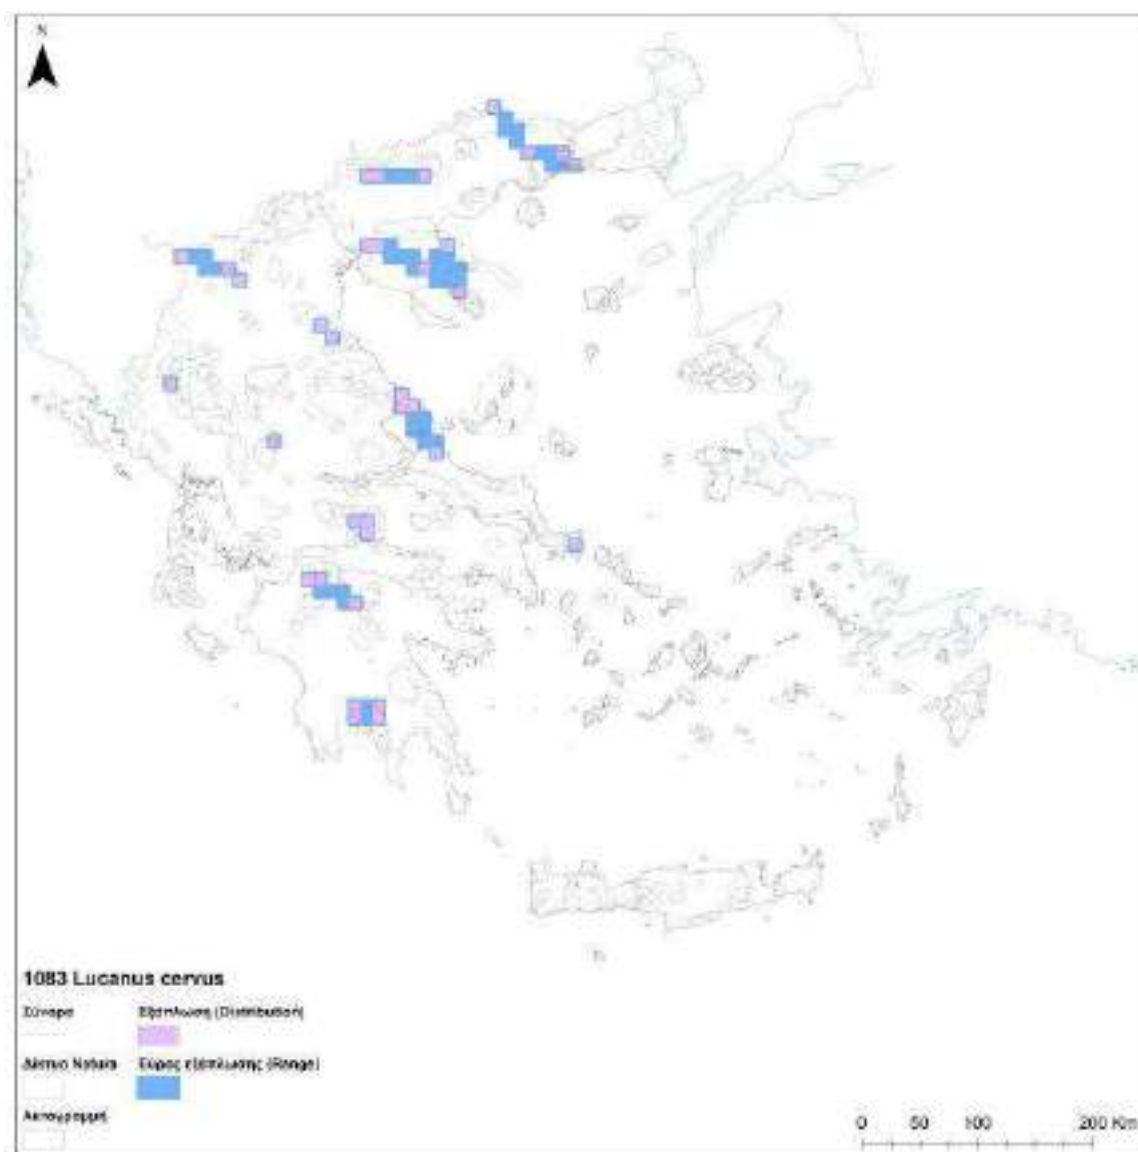 N
1083 Lucanus cervus
Σύνορα
Εξάπλωση (Distribution)
Δίκτυο Natura
Εύρος εξάπλωσης (Range)
Ακτογραμμή
0 50 100 200 Km